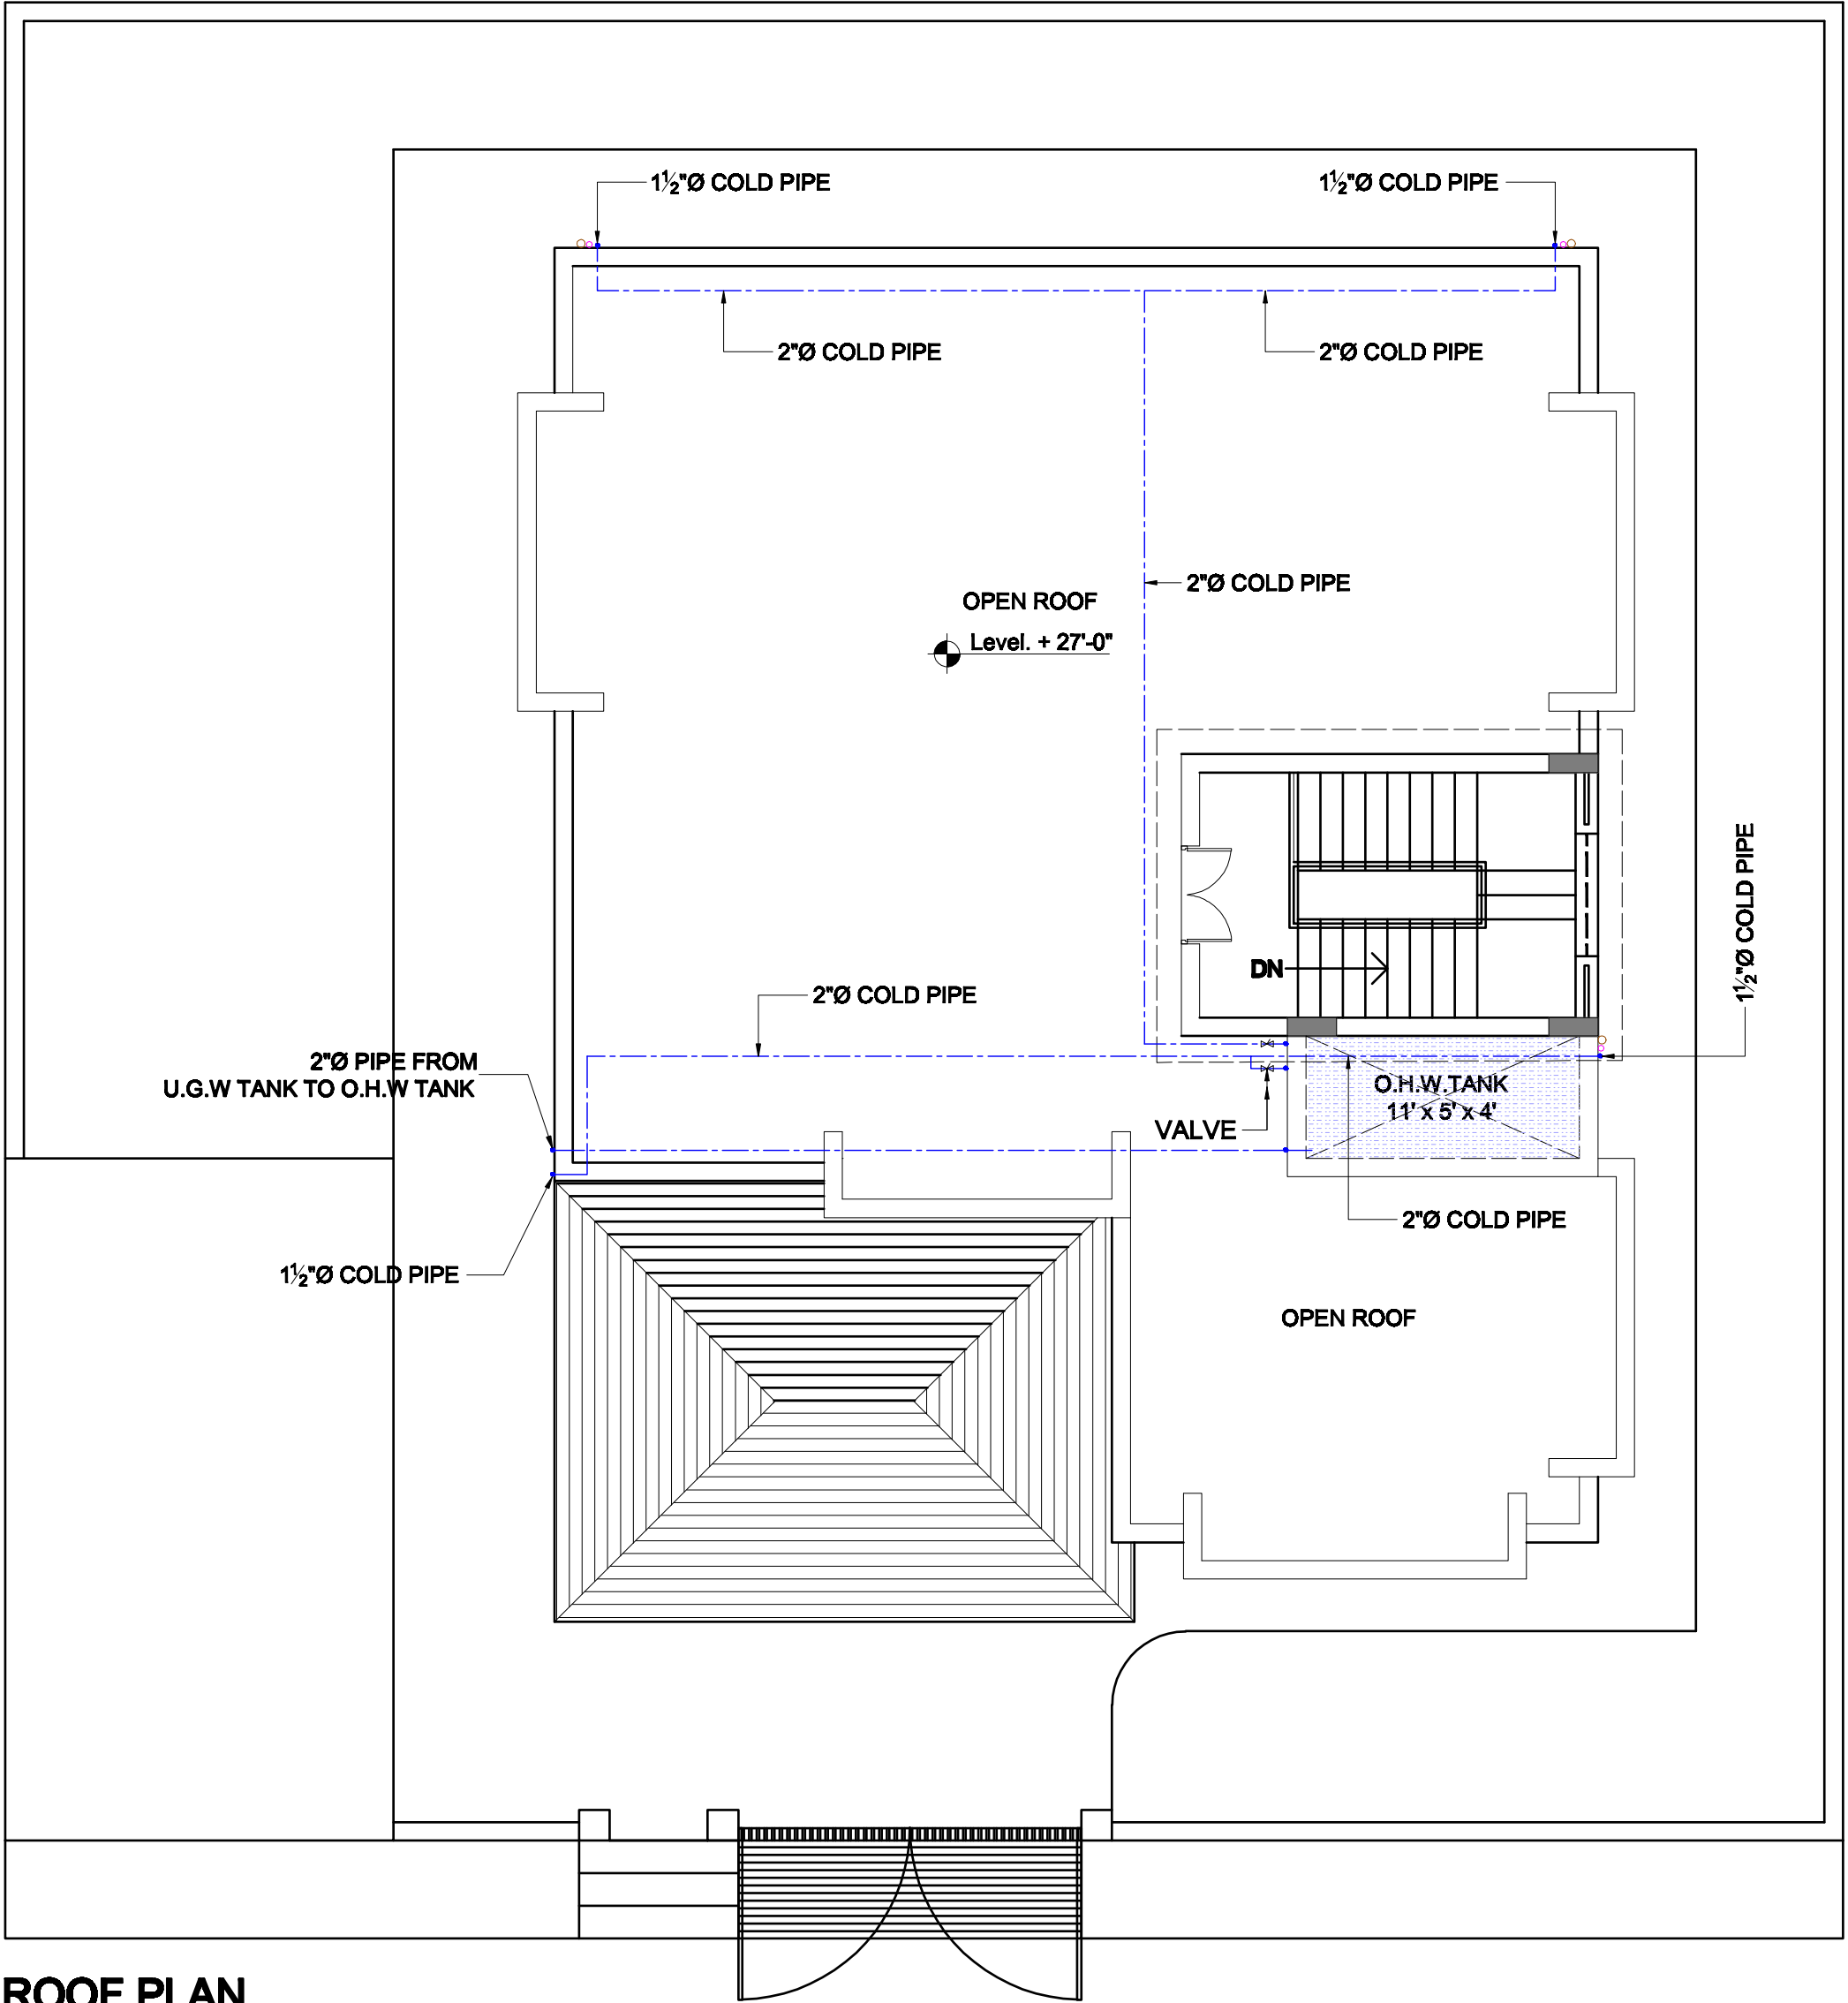 1½"Ø COLD PIPE
1½"Ø COLD PIPE
2"Ø COLD PIPE
2"Ø COLD PIPE
2"Ø COLD PIPE
OPEN ROOF
Level. + 27'-0"
1½"Ø COLD PIPE
DN
2"Ø COLD PIPE
2"Ø PIPE FROM
U.G.W TANK TO O.H.W TANK
O.H.W.TANK
11' x 5' x 4'
VALVE
2"Ø COLD PIPE
1½"Ø COLD PIPE
OPEN ROOF
ROOF PLAN